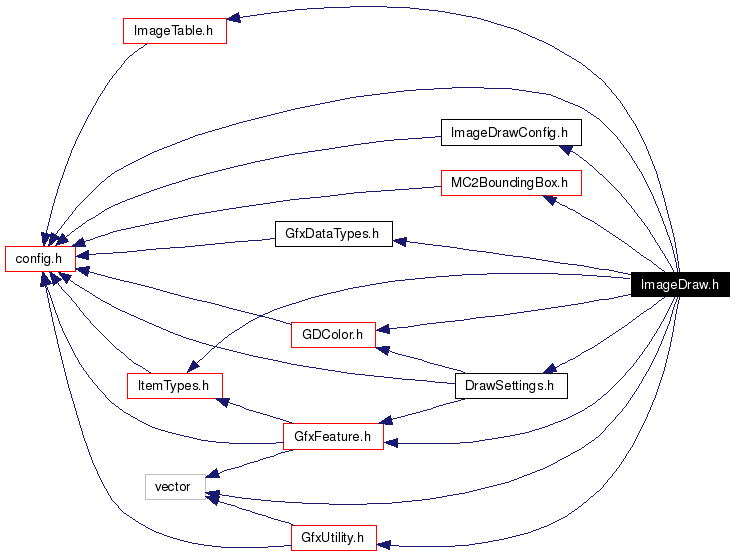 ImageTable.h
ImageDrawConfig.h
MC2BoundingBox.h
GfxDataTypes.h
config.h
ImageDraw.h
GDColor.h
ItemTypes.h
DrawSettings.h
GfxFeature.h
vector
GfxUtility.h